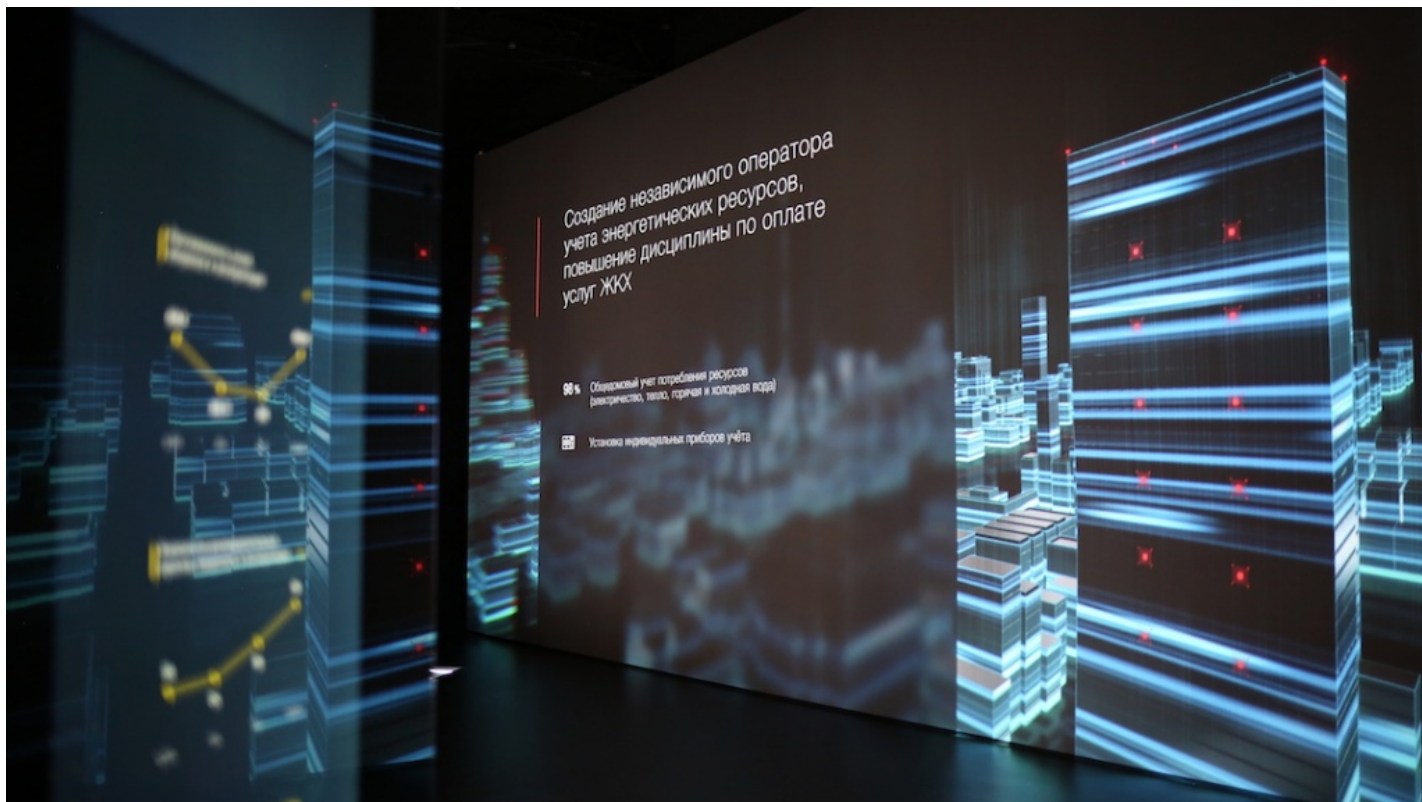 Создание независимого оператора
учета энергетических ресурсов,
повышение дисциплины по оплате
услуг ЖКХ
98 %
Общедомовый учет потребления ресурсов
(электричество, тепло, горячая и холодная вода)
Установка индивидуальных приборов учёта